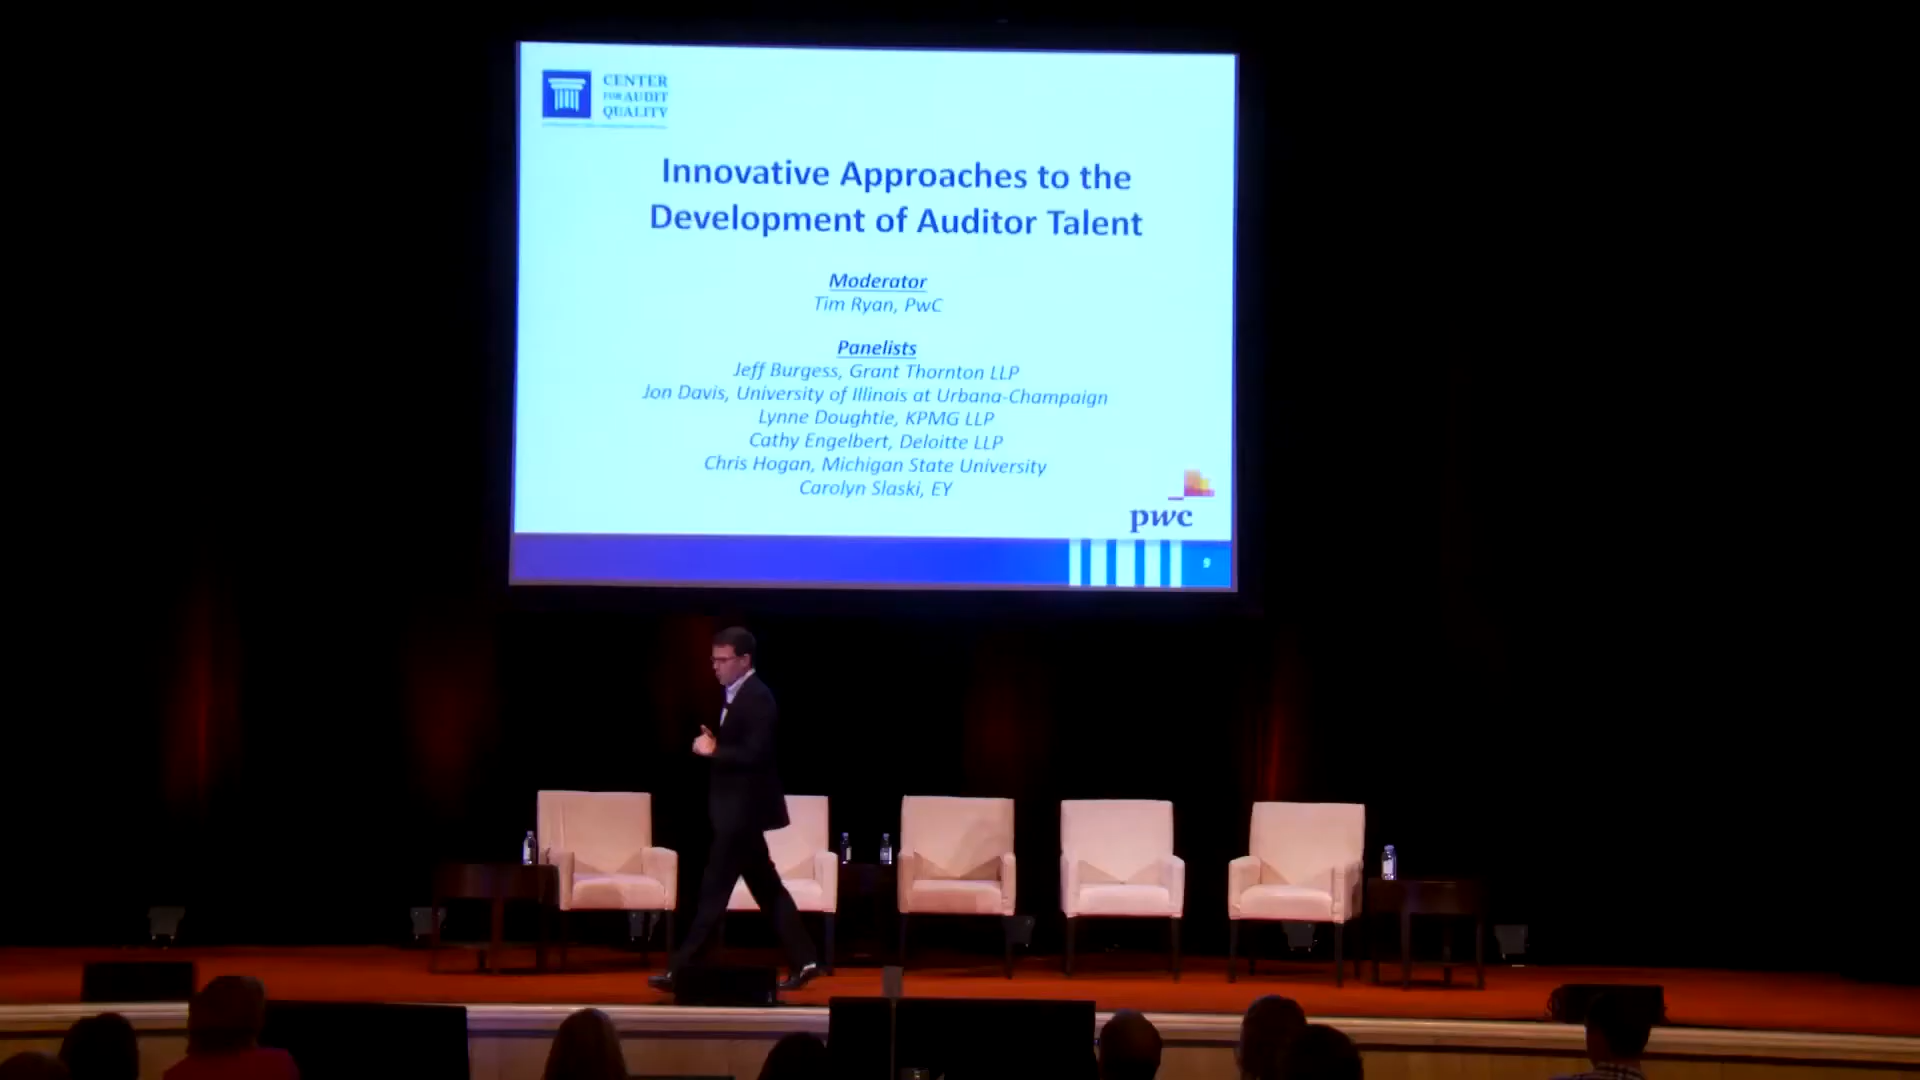 CENTER
FOR AUDIT
QUALITY
Innovative Approaches to the
Development of Auditor Talent
Moderator
Tim Ryan, PwC
Panelists
Jeff Burgess, Grant Thornton LLP
Jon Davis, University of Illinois at Urbana-Champaign
Lynne Doughtie, KPMG LLP
Cathy Engelbert, Deloitte LLP
Chris Hogan, Michigan State University
Carolyn Slaski, EY
pwc
9